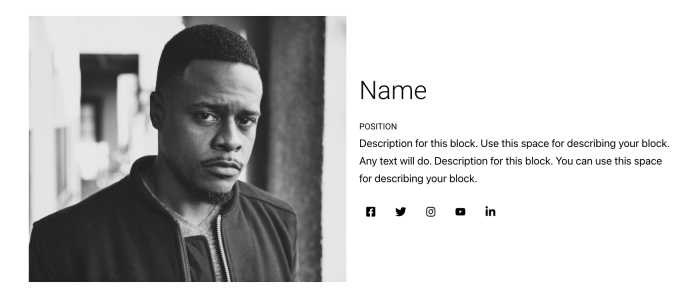 Name
POSITION
Description for this block. Use this space for describing your block.
Any text will do. Description for this block. You can use this space
for describing your block.